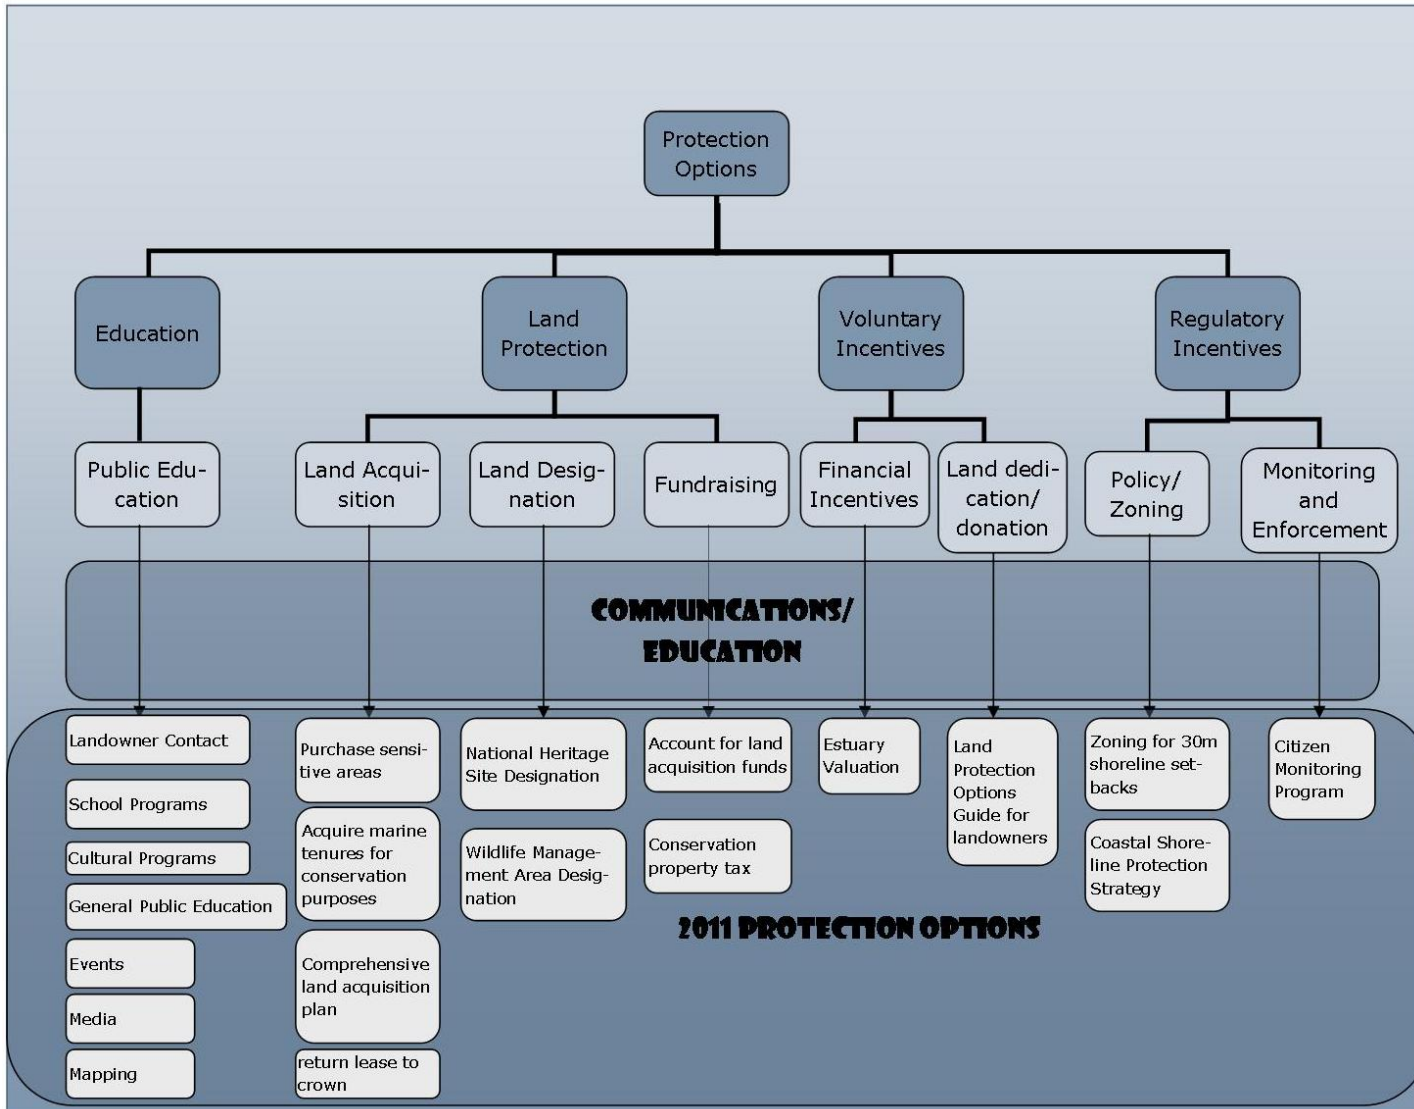 Protection
Options
Education
Land
Protection
Voluntary
Incentives
Regulatory
Incentives
Public Edu-
cation
Land Acqui-
sition
Land Desig-
nation
Fundraising
Financial
Incentives
Land dedi-
cation/
donation
Policy/
Zoning
Monitoring
and
Enforcement
COMMUNICATIONS/
EDUCATION
Landowner Contact
School Programs
Cultural Programs
General Public Education
Events
Media
Mapping
Purchase sensi-
tive areas
Acquire marine
tenures for
conservation
purposes
Comprehensive
land acquisition
plan
return lease to
crown
National Heritage
Site Designation
Wildlife Manage-
ment Area Desig-
nation
Account for land
acquisition funds
Conservation
property tax
Estuary
Valuation
Land
Protection
Options
Guide for
landowners
Zoning for 30m
shoreline set-
backs
Coastal Shore-
line Protection
Strategy
Citizen
Monitoring
Program
2011 PROTECTION OPTIONS